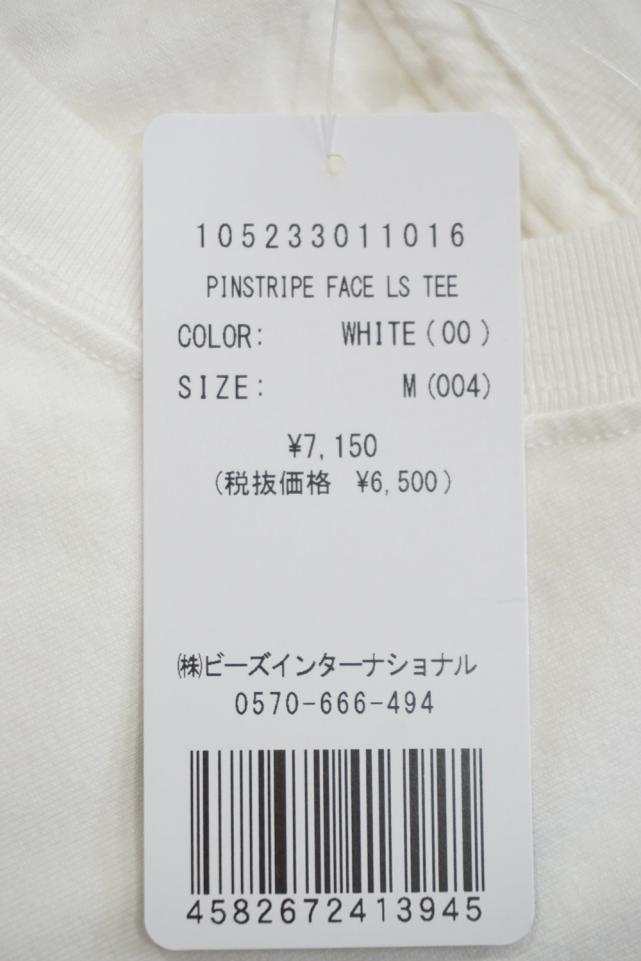 105233011016
PINSTRIPE FACE LS TEE
COLOR: WHITE(00)
SIZE: M(004)
¥7,150
(税抜価格 ¥6,500)
㈱ビーズインターナショナル
0570-666-494
4582672413945